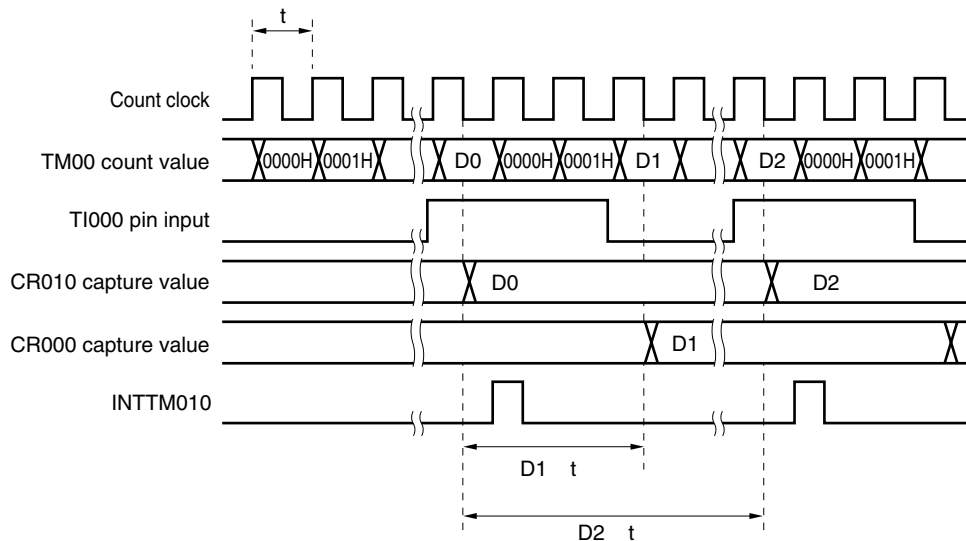 t
Count clock
TM00 count value 0000H 0001H D0 0000H 0001H D1 D2 0000H 0001H
TI000 pin input
CR010 capture value D0 D2
CR000 capture value D1
INTTM010
D1 t
D2 t